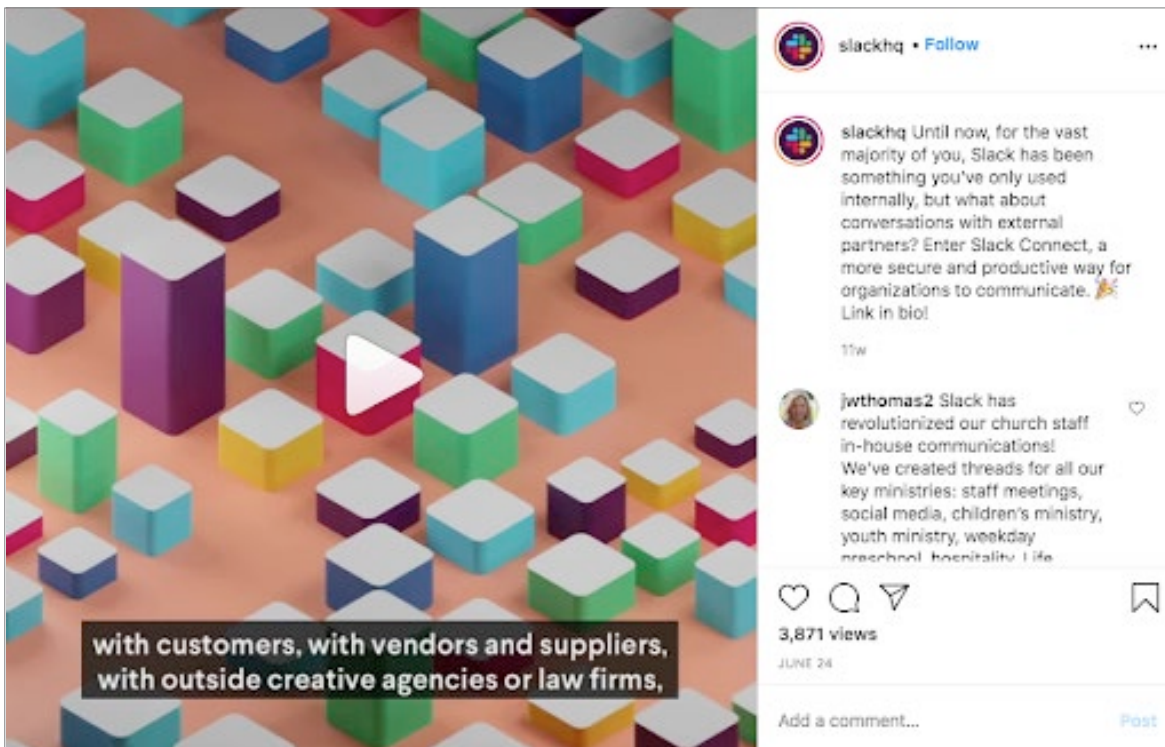 with customers, with vendors and suppliers,
with outside creative agencies or law firms,
slackhq • Follow
slackhq Until now, for the vast
majority of you, Slack has been
something you've only used
internally, but what about
conversations with external
partners? Enter Slack Connect, a
more secure and productive way for
organizations to communicate. 🎉
Link in bio!
11w
jwthomas2 Slack has
revolutionized our church staff
in-house communications!
We've created threads for all our
key ministries: staff meetings,
social media, children's ministry,
youth ministry, weekday
preschool, hospitality, Life
3,871 views
JUNE 24
Add a comment...
Post